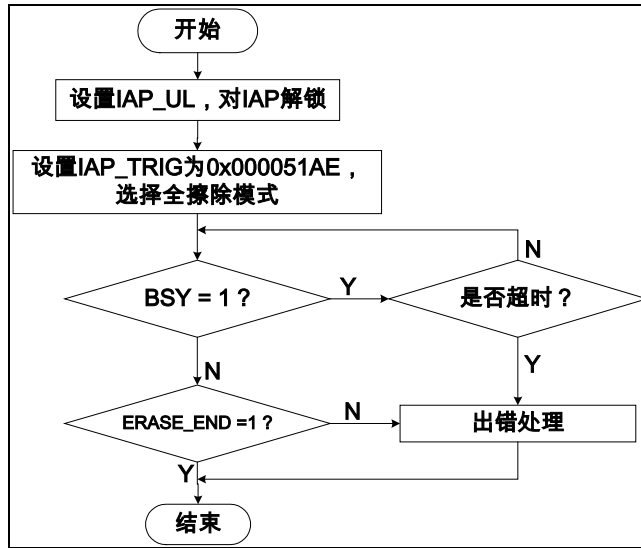 开始
设置IAP_UL，对IAP解锁
设置IAP_TRIG为0x000051AE，
选择全擦除模式
N
BSY = 1？
Y
是否超时？
N
Y
ERASE_END =1？
N
出错处理
Y
结束